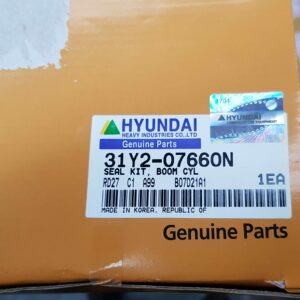 HYUNDAI
HEAVY INDUSTRIES CO.,LTD
Genuine Parts
31Y2-07660N
SEAL KIT, BOOM CYL
RD27 C1 A99 B07D21A1
1EA
MADE IN KOREA, REPUBLIC OF
HYUNDAI
Genuine Parts